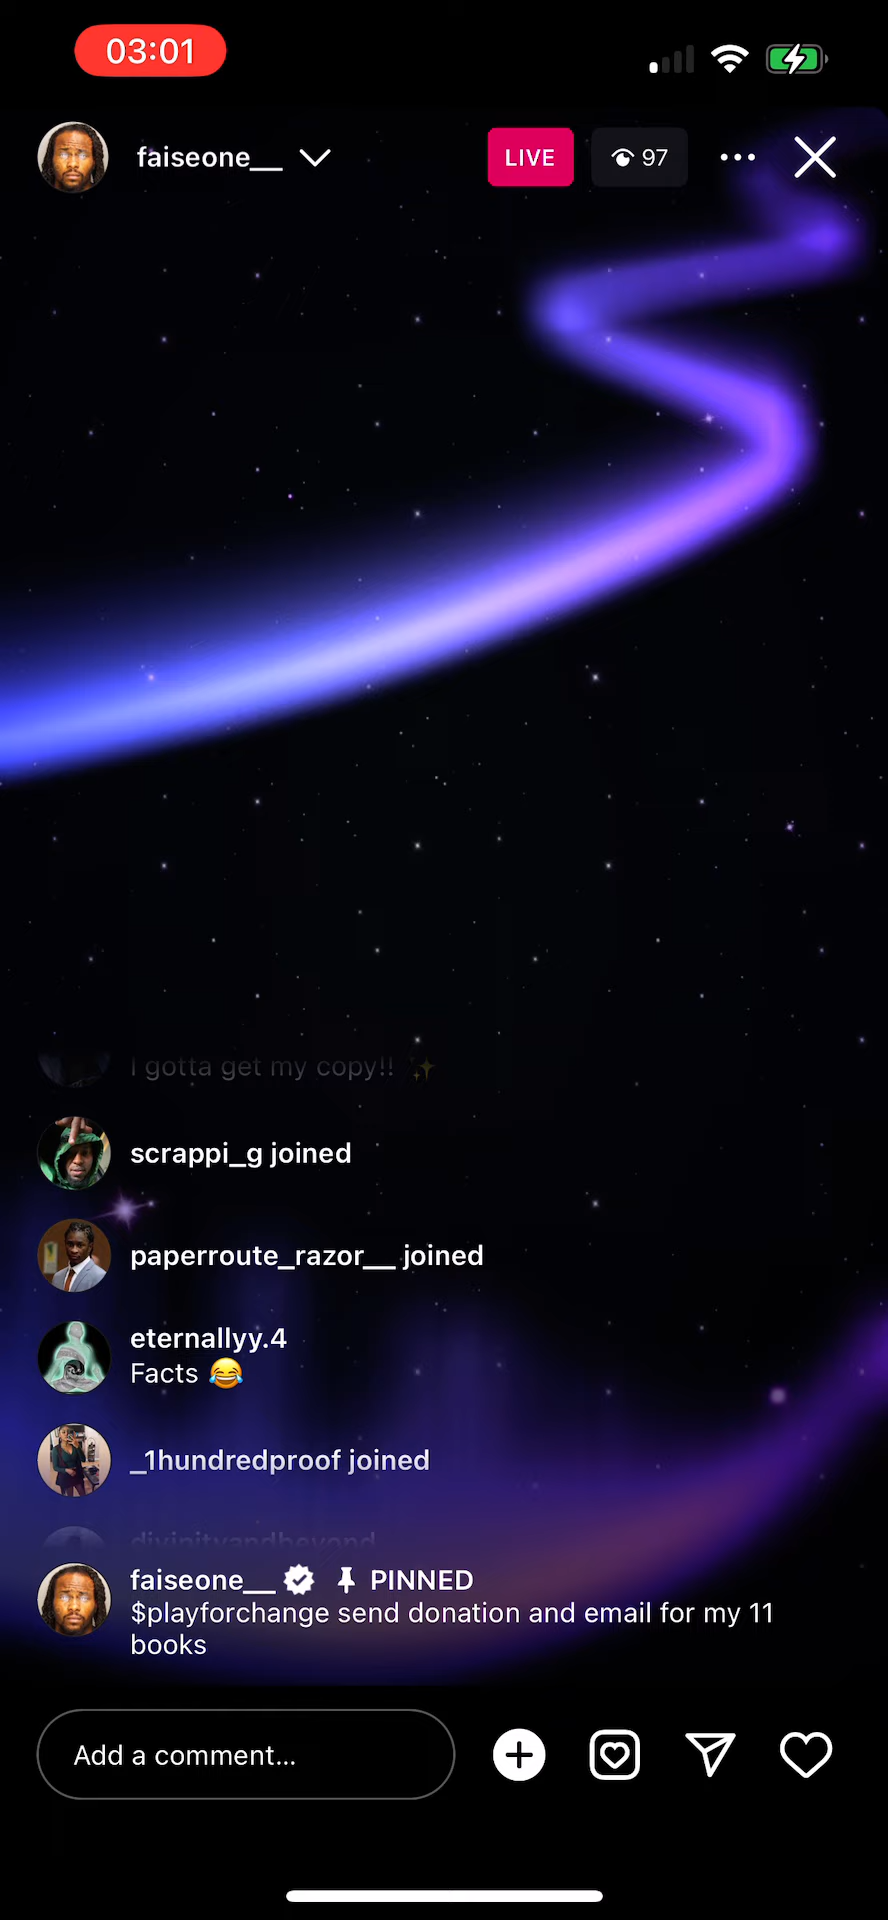 03:01
faiseone__
LIVE
97
I gotta get my copy!! ✨
scrappi_g joined
paperroute_razor__ joined
eternallyy.4
Facts 😂
_1hundredproof joined
divinityandbeyond
faiseone__ PINNED
$playforchange send donation and email for my 11
books
Add a comment...